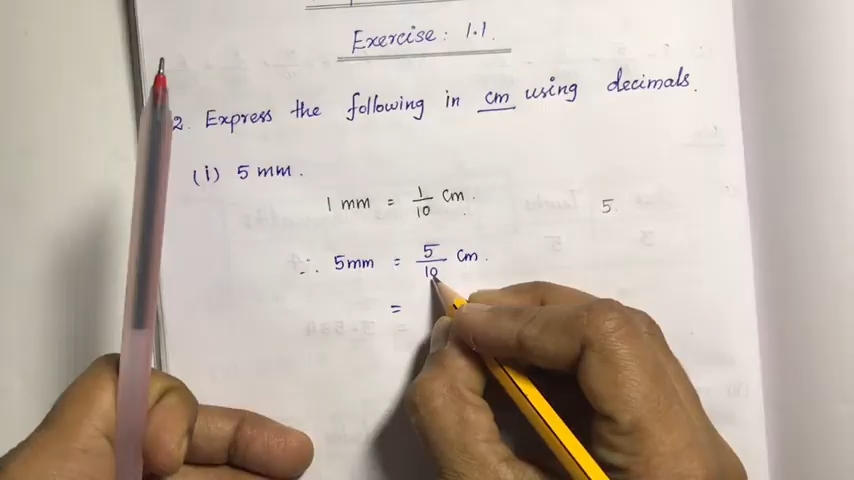 Exercise: 1.1.
2. Express the following in cm using decimals.
(i) 5 mm.
1 mm = 1/10 cm.
5.
∴ 5mm = 5/10 cm.
=